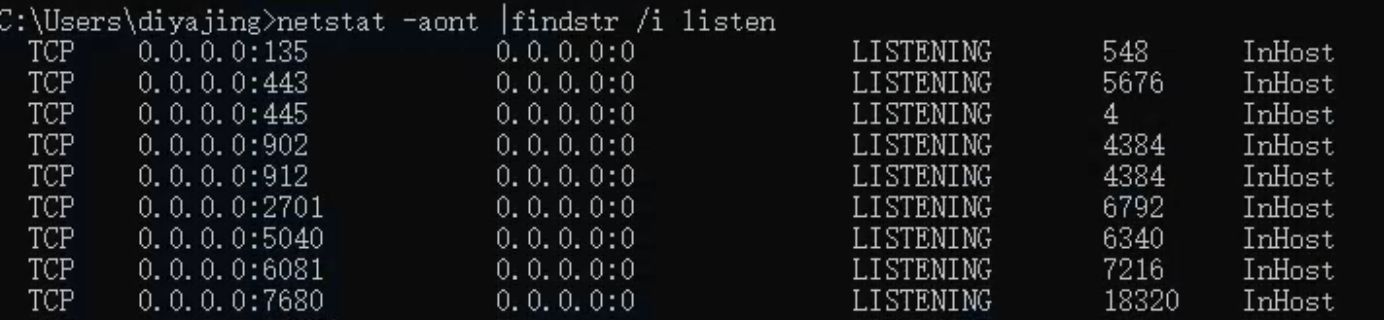 C:\Users\diyajing>netstat -aont |findstr /i listen
TCP 0.0.0.0:135 0.0.0.0:0 LISTENING 548 InHost
TCP 0.0.0.0:443 0.0.0.0:0 LISTENING 5676 InHost
TCP 0.0.0.0:445 0.0.0.0:0 LISTENING 4 InHost
TCP 0.0.0.0:902 0.0.0.0:0 LISTENING 4384 InHost
TCP 0.0.0.0:912 0.0.0.0:0 LISTENING 4384 InHost
TCP 0.0.0.0:2701 0.0.0.0:0 LISTENING 6792 InHost
TCP 0.0.0.0:5040 0.0.0.0:0 LISTENING 6340 InHost
TCP 0.0.0.0:6081 0.0.0.0:0 LISTENING 7216 InHost
TCP 0.0.0.0:7680 0.0.0.0:0 LISTENING 18320 InHost